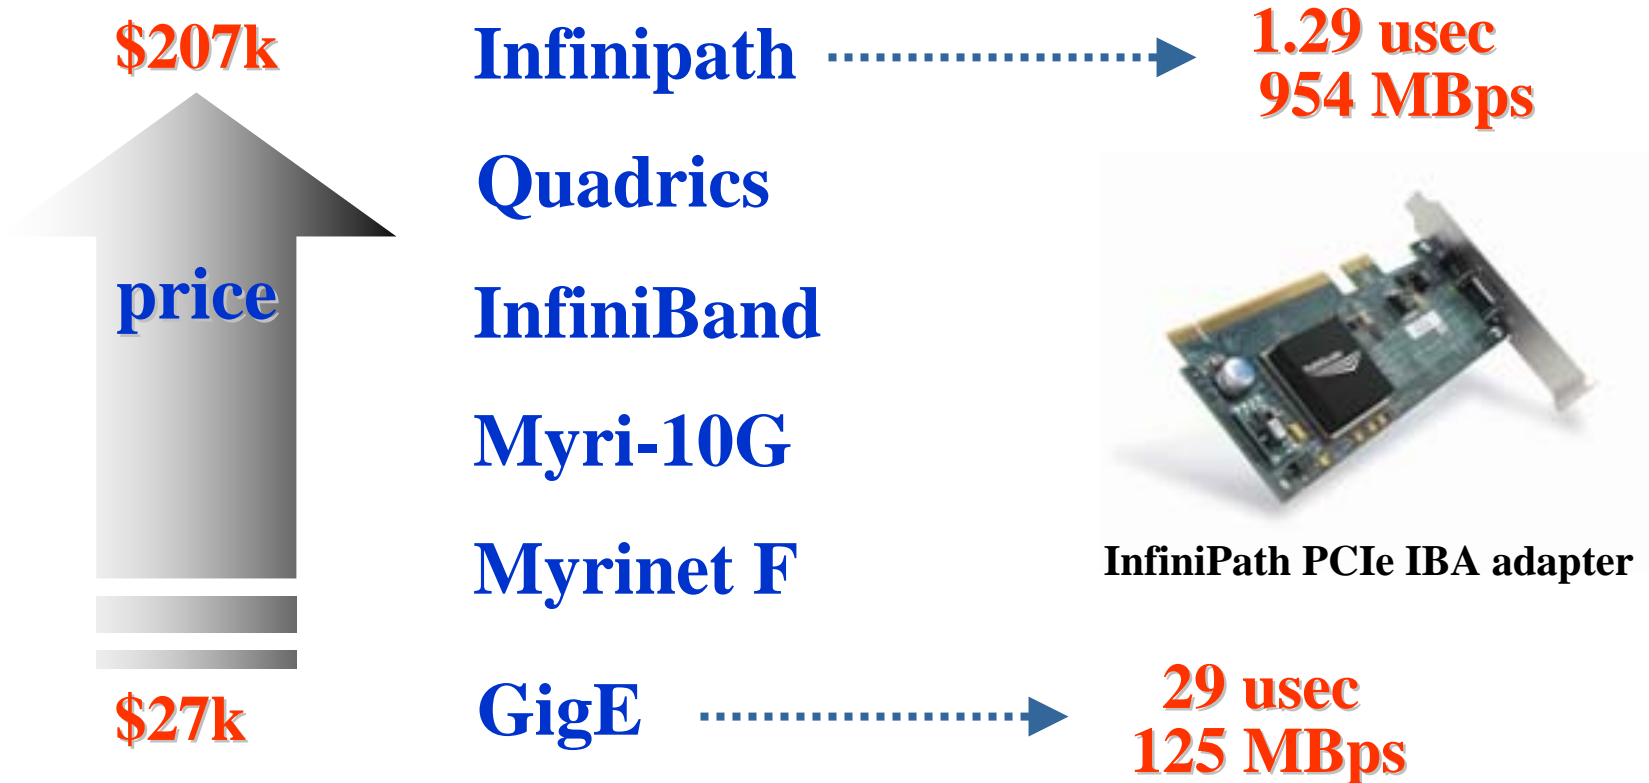 $207k
Infinipath
1.29 usec
954 MBps
Quadrics
price
InfiniBand
Myri-10G
Myrinet F
InfiniPath PCIe IBA adapter
$27k
GigE
29 usec
125 MBps